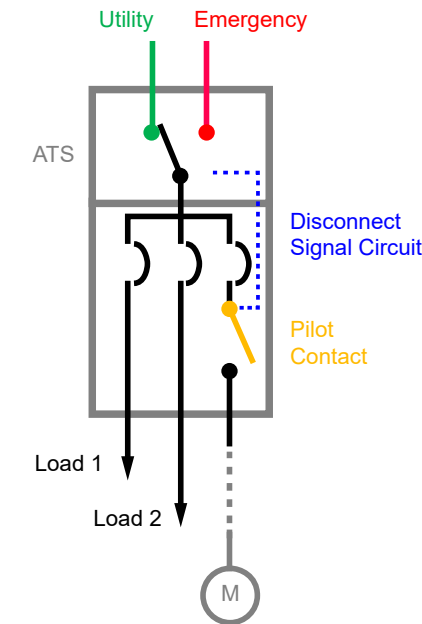 Utility
Emergency
ATS
Disconnect
Signal Circuit
Pilot
Contact
Load 1
Load 2
M